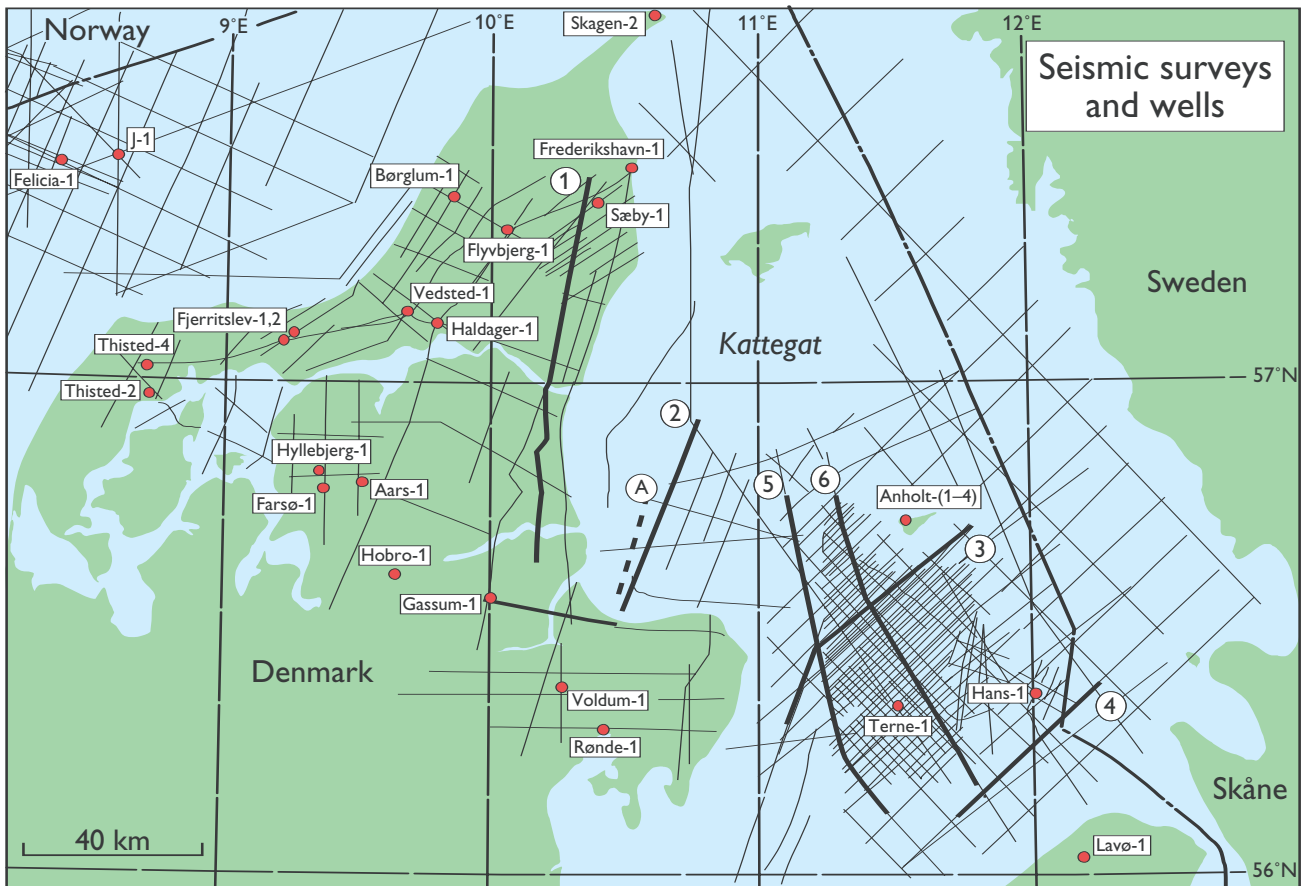 Norway
9˚E
10˚E
Skagen-2
11˚E
12˚E
Seismic surveys
and wells
J-1
Felicia-1
Børglum-1
Frederikshavn-1
1
Sæby-1
Flyvbjerg-1
Sweden
Vedsted-1
Fjerritslev-1,2
Haldager-1
Thisted-4
Kattegat
57˚N
Thisted-2
2
Hyllebjerg-1
Farsø-1
Aars-1
A
5
6
Anholt-(1–4)
3
Hobro-1
Gassum-1
Denmark
Voldum-1
Hans-1
4
Terne-1
Rønde-1
Skåne
40 km
Lavø-1
56˚N